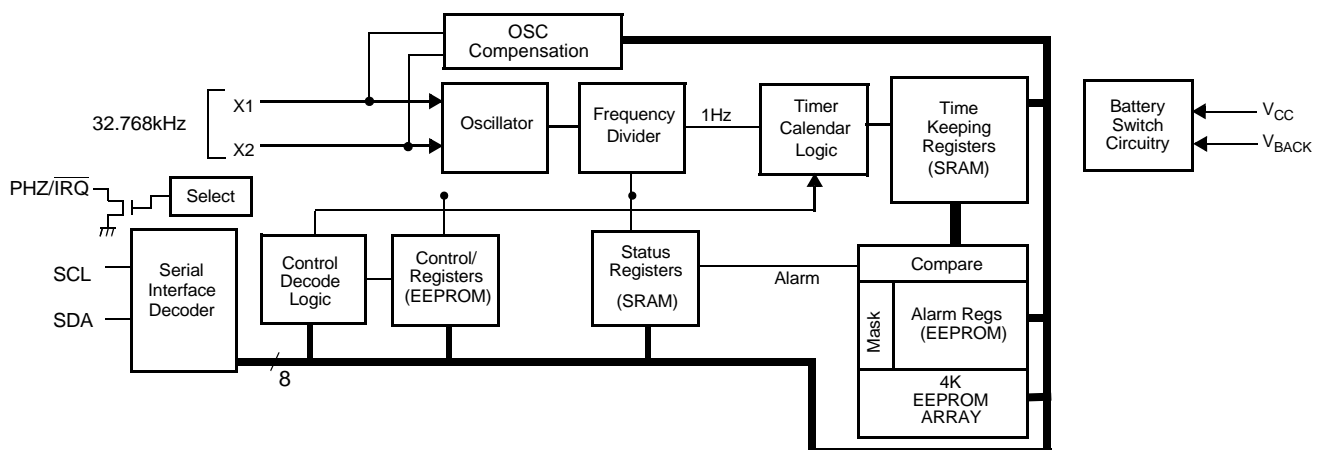 OSC
Compensation
32.768kHz
X1
X2
Oscillator
Frequency
Divider
1Hz
Timer
Calendar
Logic
Time
Keeping
Registers
(SRAM)
Battery
Switch
Circuitry
VCC
VBACK
PHZ/IRQ
Select
SCL
SDA
Serial
Interface
Decoder
Control
Decode
Logic
Control/
Registers
(EEPROM)
Status
Registers
(SRAM)
Alarm
Compare
Mask
Alarm Regs
(EEPROM)
4K
EEPROM
ARRAY
8